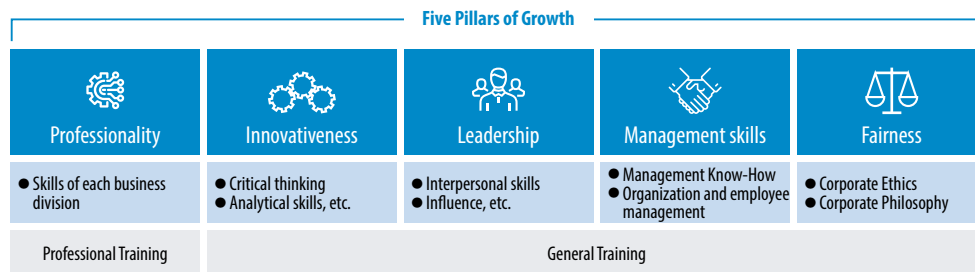 Five Pillars of Growth
Professionality
Innovativeness
Leadership
Management skills
Fairness
● Skills of each business
division
● Critical thinking
● Analytical skills, etc.
● Interpersonal skills
● Influence, etc.
● Management Know-How
● Organization and employee
management
● Corporate Ethics
● Corporate Philosophy
Professional Training
General Training